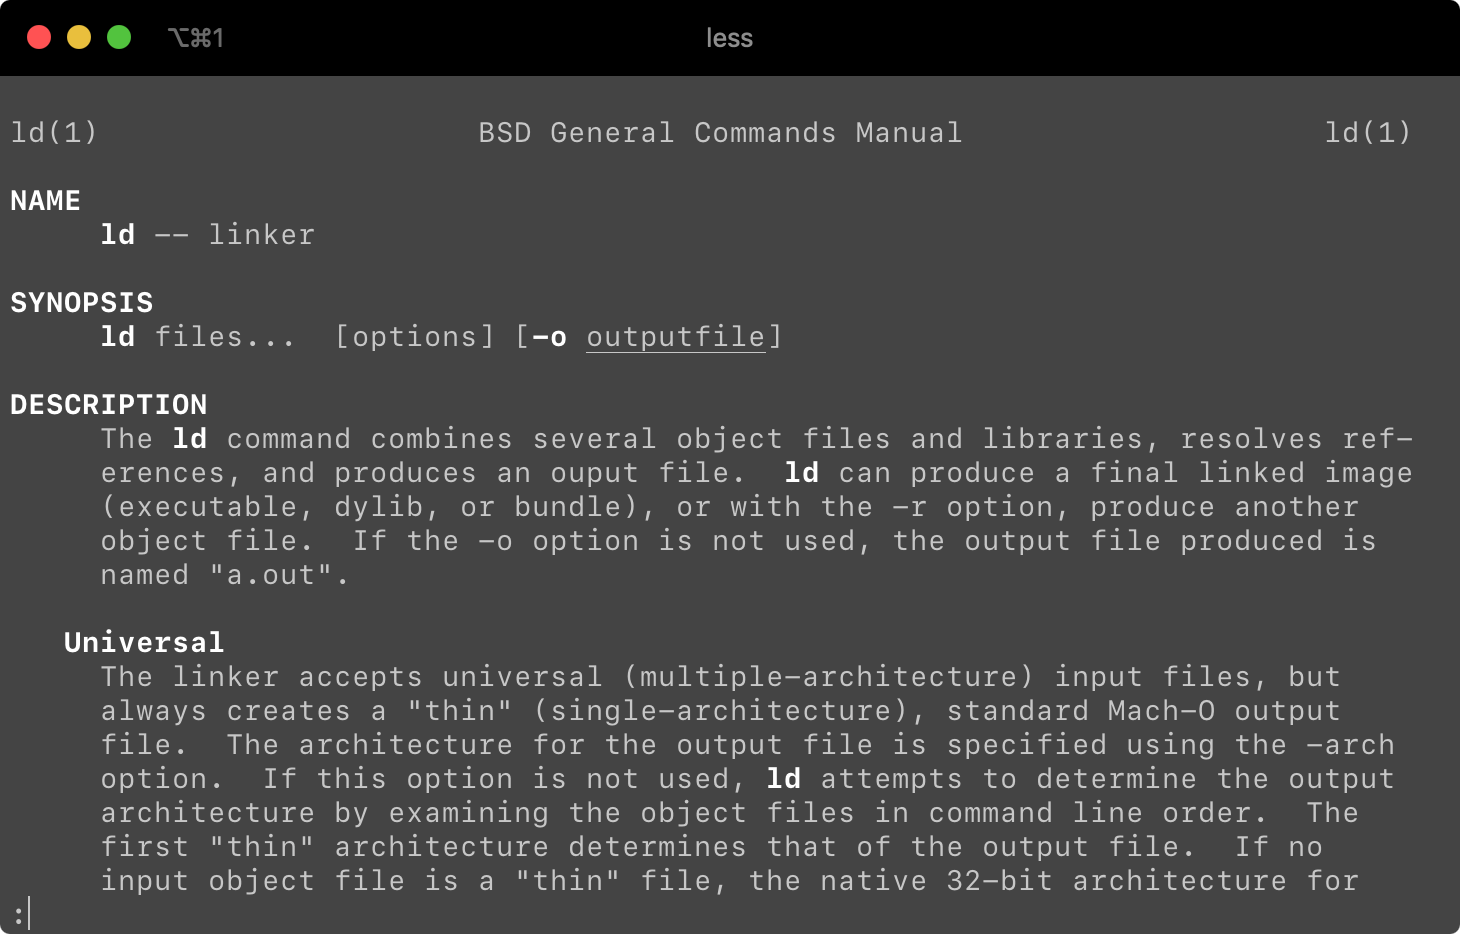 ⌥⌘1 less
ld(1) BSD General Commands Manual ld(1)
NAME
ld -- linker
SYNOPSIS
ld files... [options] [-o outputfile]
DESCRIPTION
The ld command combines several object files and libraries, resolves ref-
erences, and produces an ouput file. ld can produce a final linked image
(executable, dylib, or bundle), or with the -r option, produce another
object file. If the -o option is not used, the output file produced is
named "a.out".
Universal
The linker accepts universal (multiple-architecture) input files, but
always creates a "thin" (single-architecture), standard Mach-O output
file. The architecture for the output file is specified using the -arch
option. If this option is not used, ld attempts to determine the output
architecture by examining the object files in command line order. The
first "thin" architecture determines that of the output file. If no
input object file is a "thin" file, the native 32-bit architecture for
: